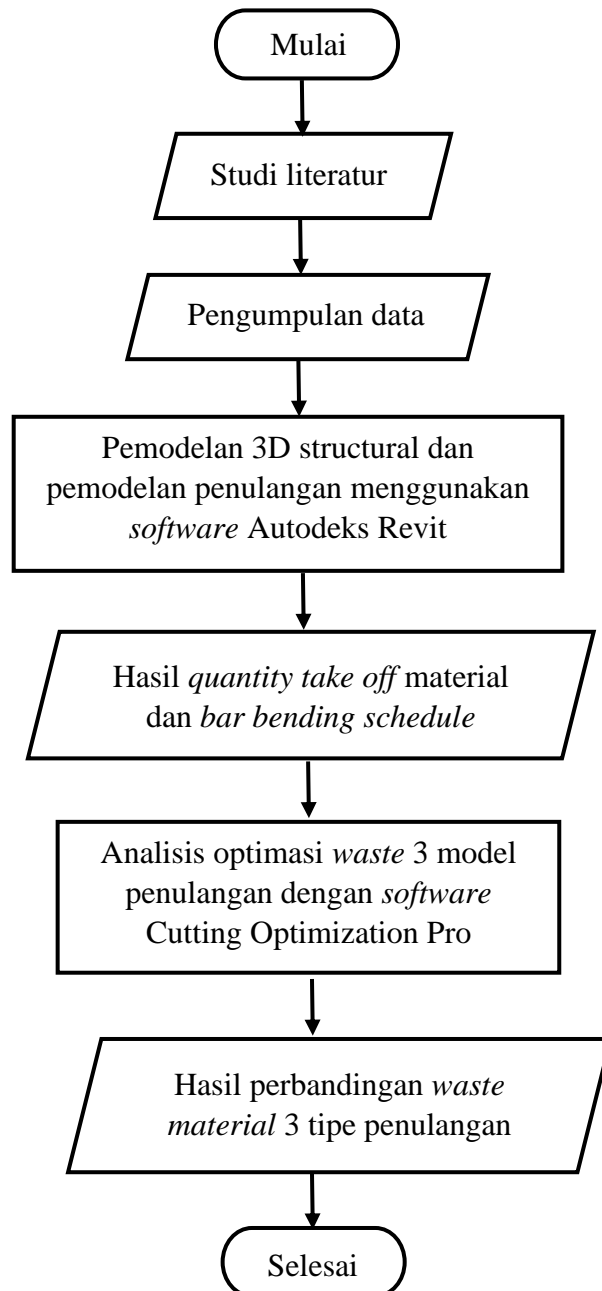 Mulai
Studi literatur
Pengumpulan data
Pemodelan 3D structural dan
pemodelan penulangan menggunakan
software Autodeks Revit
Hasil quantity take off material
dan bar bending schedule
Analisis optimasi waste 3 model
penulangan dengan software
Cutting Optimization Pro
Hasil perbandingan waste
material 3 tipe penulangan
Selesai